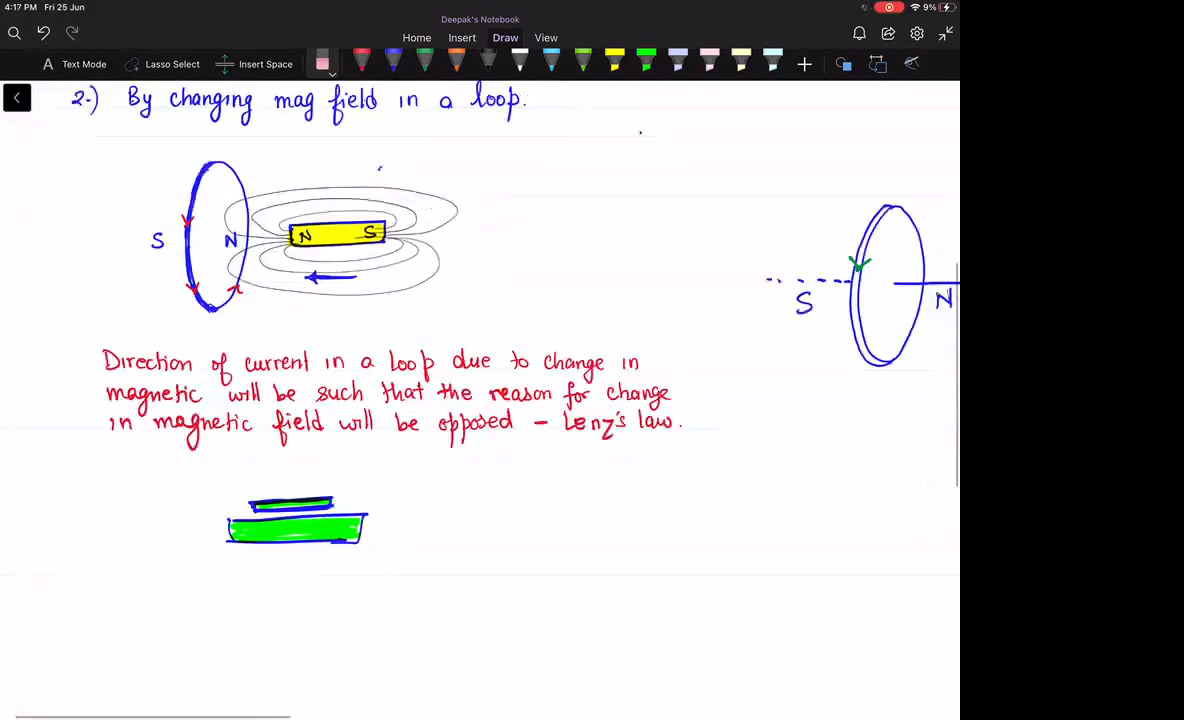 4:17 PM Fri 25 Jun
9%
Deepak's Notebook
Home Insert Draw View
Text Mode Lasso Select Insert Space
2.) By changing mag field in a loop.
S N N S
S N
Direction of current in a loop due to change in
magnetic will be such that the reason for change
in magnetic field will be opposed - Lenz's law.